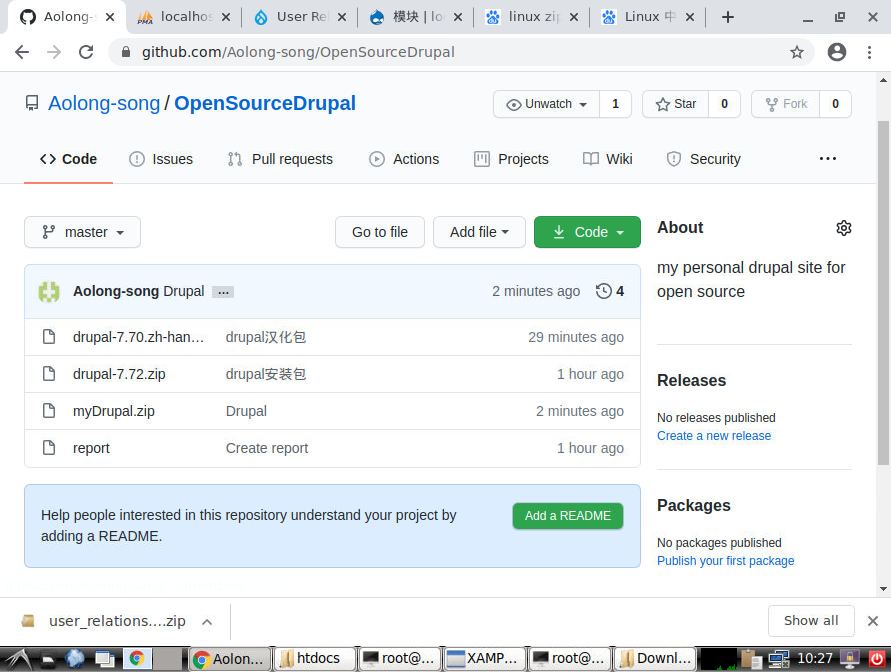 Aolong-
localhos
User Re
模块 | lo
linux zip
Linux 中
github.com/Aolong-song/OpenSourceDrupal
Aolong-song / OpenSourceDrupal
Unwatch 1
Star 0
Fork 0
Code
Issues
Pull requests
Actions
Projects
Wiki
Security
master
Go to file
Add file
Code
Aolong-song Drupal ... 2 minutes ago 4
drupal-7.70.zh-han… drupal汉化包 29 minutes ago
drupal-7.72.zip drupal安装包 1 hour ago
myDrupal.zip Drupal 2 minutes ago
report Create report 1 hour ago
Help people interested in this repository understand your project by
adding a README.
Add a README
About
my personal drupal site for
open source
Releases
No releases published
Create a new release
Packages
No packages published
Publish your first package
user_relations....zip
Show all
Aolon...
htdocs
root@...
XAMP...
root@...
Downl...
10:27